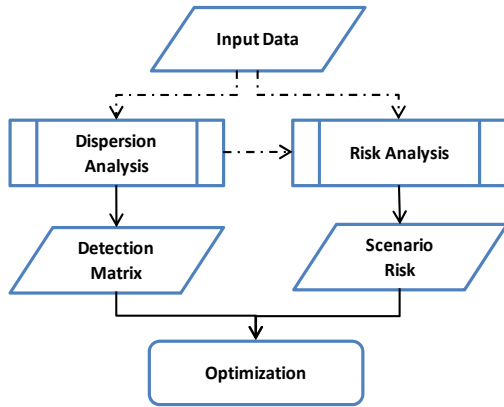 Input Data
Dispersion
Analysis
Risk Analysis
Detection
Matrix
Scenario
Risk
Optimization